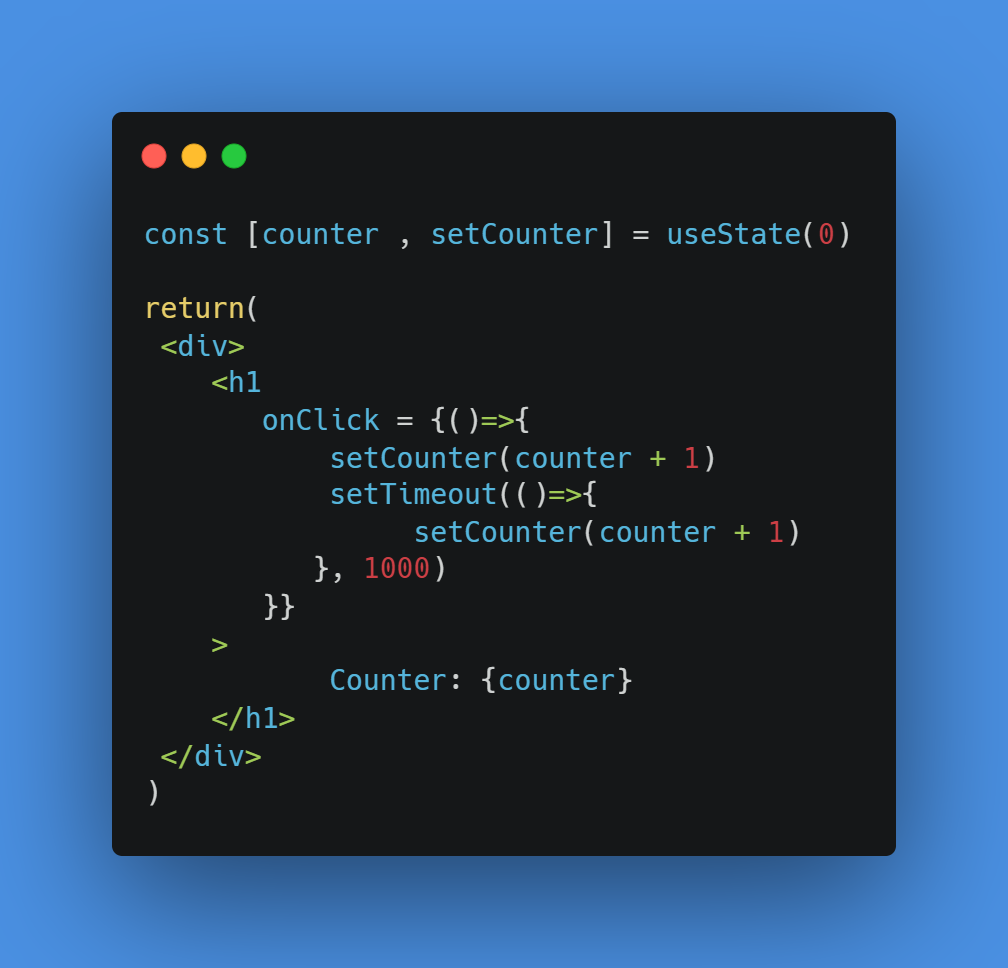 const [counter , setCounter] = useState(0)
return(
<div>
<h1
onClick = {()=>{
setCounter(counter + 1)
setTimeout(()=>{
setCounter(counter + 1)
}, 1000)
}}
>
Counter: {counter}
</h1>
</div>
)